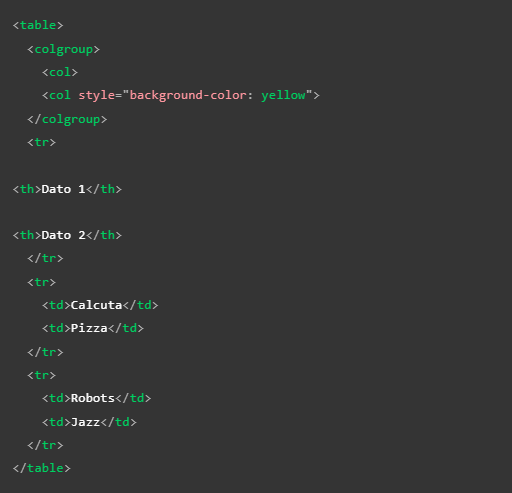 <table>
<colgroup>
<col>
<col style="background-color: yellow">
</colgroup>
<tr>
<th>Dato 1</th>
<th>Dato 2</th>
</tr>
<tr>
<td>Calcuta</td>
<td>Pizza</td>
</tr>
<tr>
<td>Robots</td>
<td>Jazz</td>
</tr>
</table>